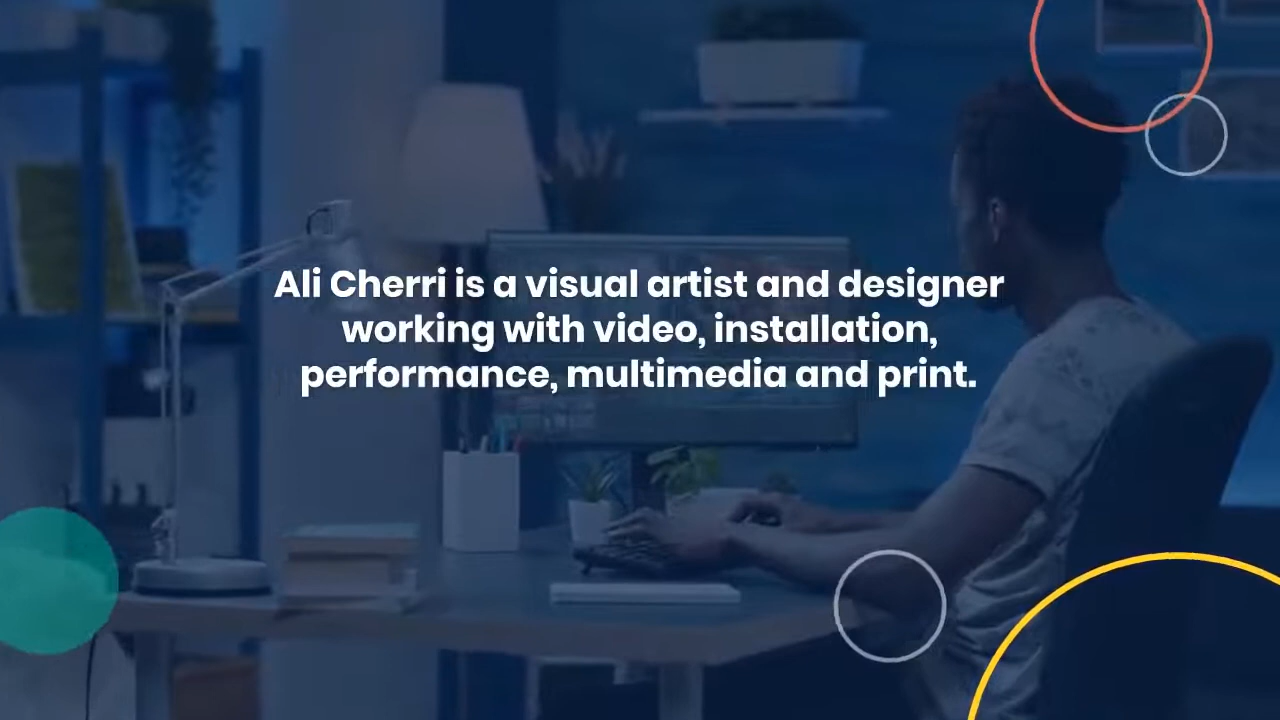 Ali Cherri is a visual artist and designer
working with video, installation,
performance, multimedia and print.